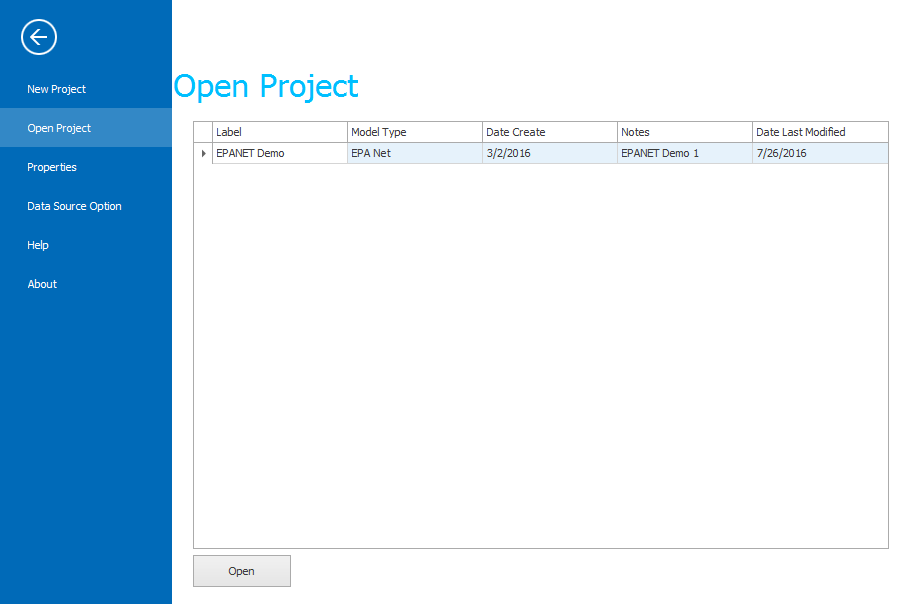 New Project
Open Project
Properties
Data Source Option
Help
About
Open Project
Label Model Type Date Create Notes Date Last Modified
EPANET Demo EPA Net 3/2/2016 EPANET Demo 1 7/26/2016
Open